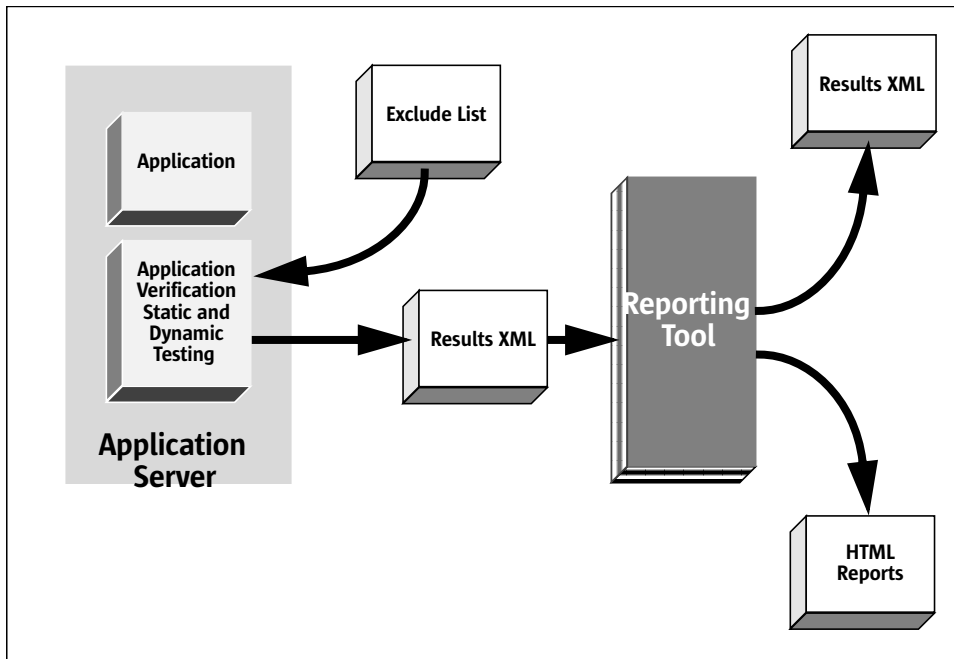 Application
Application
Verification
Static and
Dynamic
Testing
Application
Server
Exclude List
Results XML
Reporting
Tool
Results XML
HTML
Reports